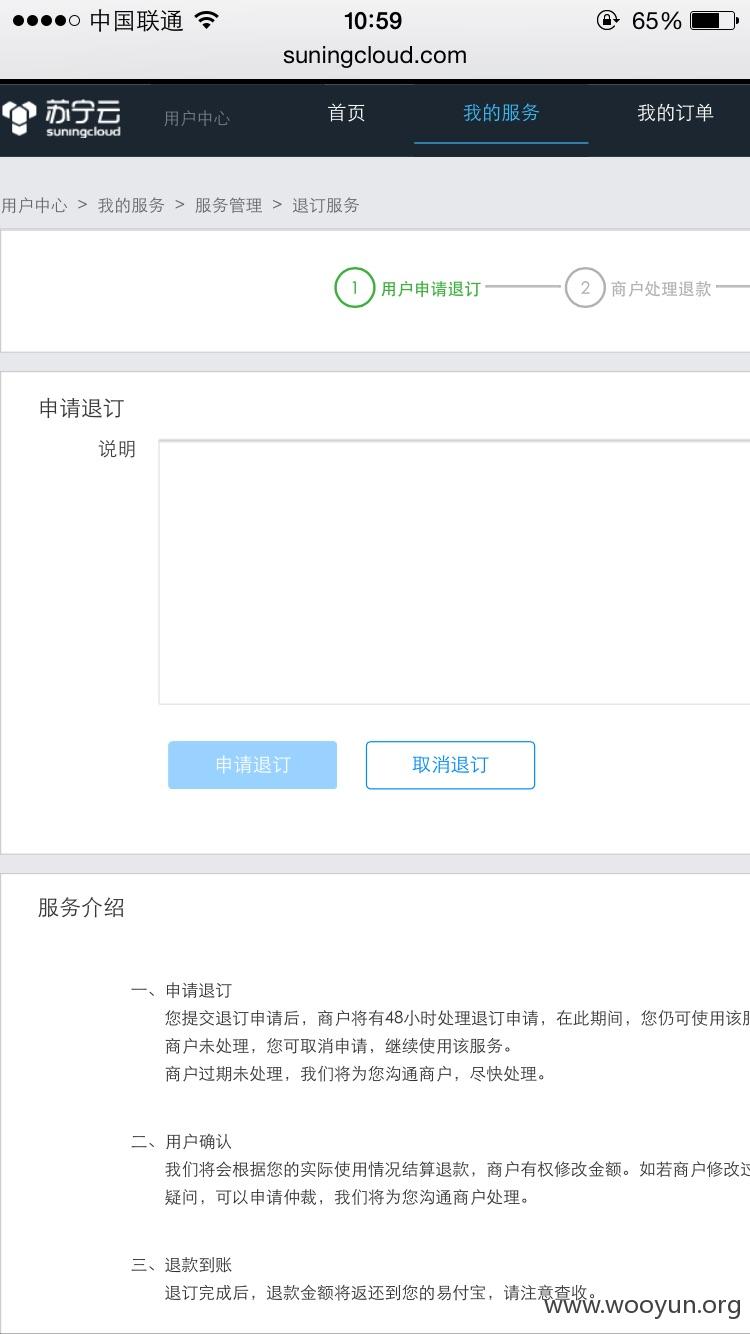 中国联通 10:59 65%
suningcloud.com
苏宁云 suningcloud 用户中心 首页 我的服务 我的订单
用户中心 > 我的服务 > 服务管理 > 退订服务
1 用户申请退订 2 商户处理退款
申请退订
说明
申请退订 取消退订
服务介绍
一、申请退订
您提交退订申请后，商户将有48小时处理退订申请，在此期间，您仍可使用该服
商户未处理，您可取消申请，继续使用该服务。
商户过期未处理，我们将为您沟通商户，尽快处理。
二、用户确认
我们将会根据您的实际使用情况结算退款，商户有权修改金额。如若商户修改过
疑问，可以申请仲裁，我们将为您沟通商户处理。
三、退款到账
退订完成后，退款金额将返还到您的易付宝，请注意查收。
www.wooyun.org